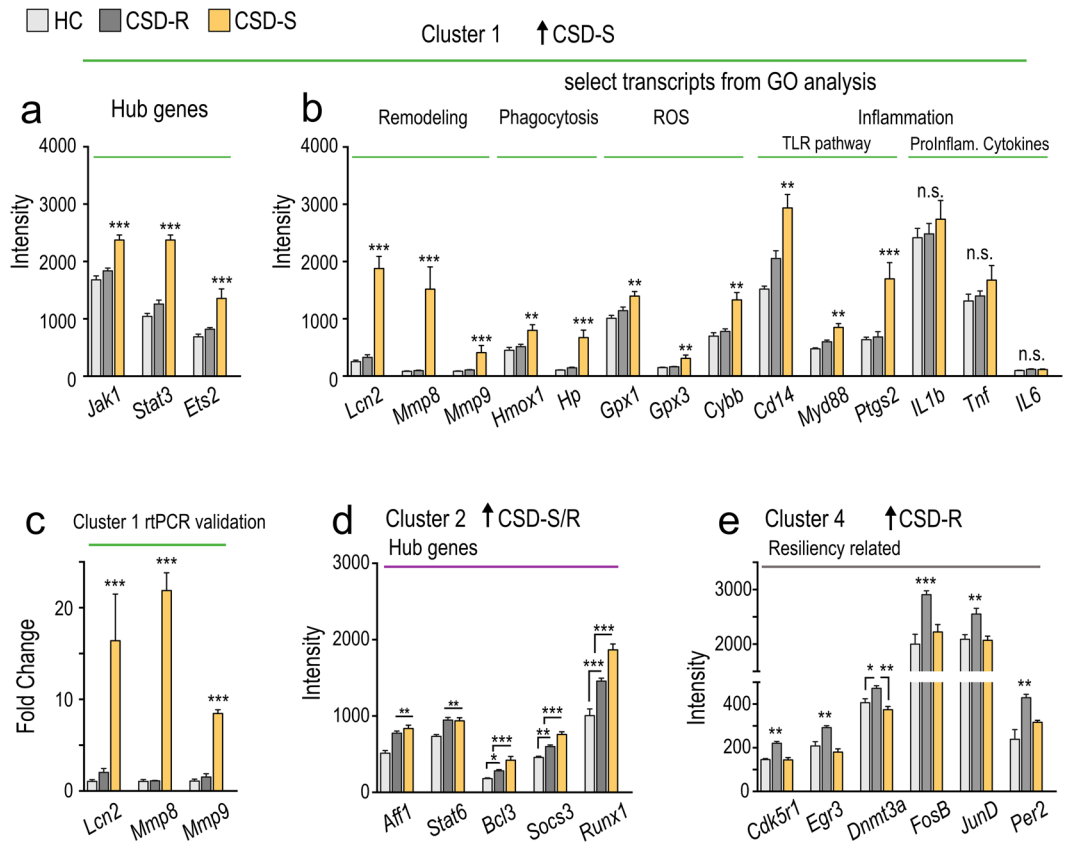 HC CSD-R CSD-S
Cluster 1 ↑ CSD-S
select transcripts from GO analysis
a Hub genes
4000
3000
2000
1000
0
Intensity
*** *** ***
Jak1 Stat3 Ets2
b
Remodeling Phagocytosis ROS Inflammation
TLR pathway ProInflam. Cytokines
4000
3000
2000
1000
0
Intensity
*** *** *** ** *** ** ** ** ** ** *** n.s. n.s. n.s.
Lcn2 Mmp8 Mmp9 Hmox1 Hp Gpx1 Gpx3 Cybb Cd14 Myd88 Ptgs2 IL1b Tnf IL6
c Cluster 1 rtPCR validation
20
10
0
Fold Change
*** *** ***
Lcn2 Mmp8 Mmp9
d Cluster 2 ↑ CSD-S/R
Hub genes
3000
2000
1000
0
Intensity
** ** * *** ** *** *** ***
Aff1 Stat6 Bcl3 Socs3 Runx1
e Cluster 4 ↑CSD-R
Resiliency related
3000
2000
400
200
0
Intensity
** ** * ** *** ** **
Cdk5r1 Egr3 Dnmt3a FosB JunD Per2